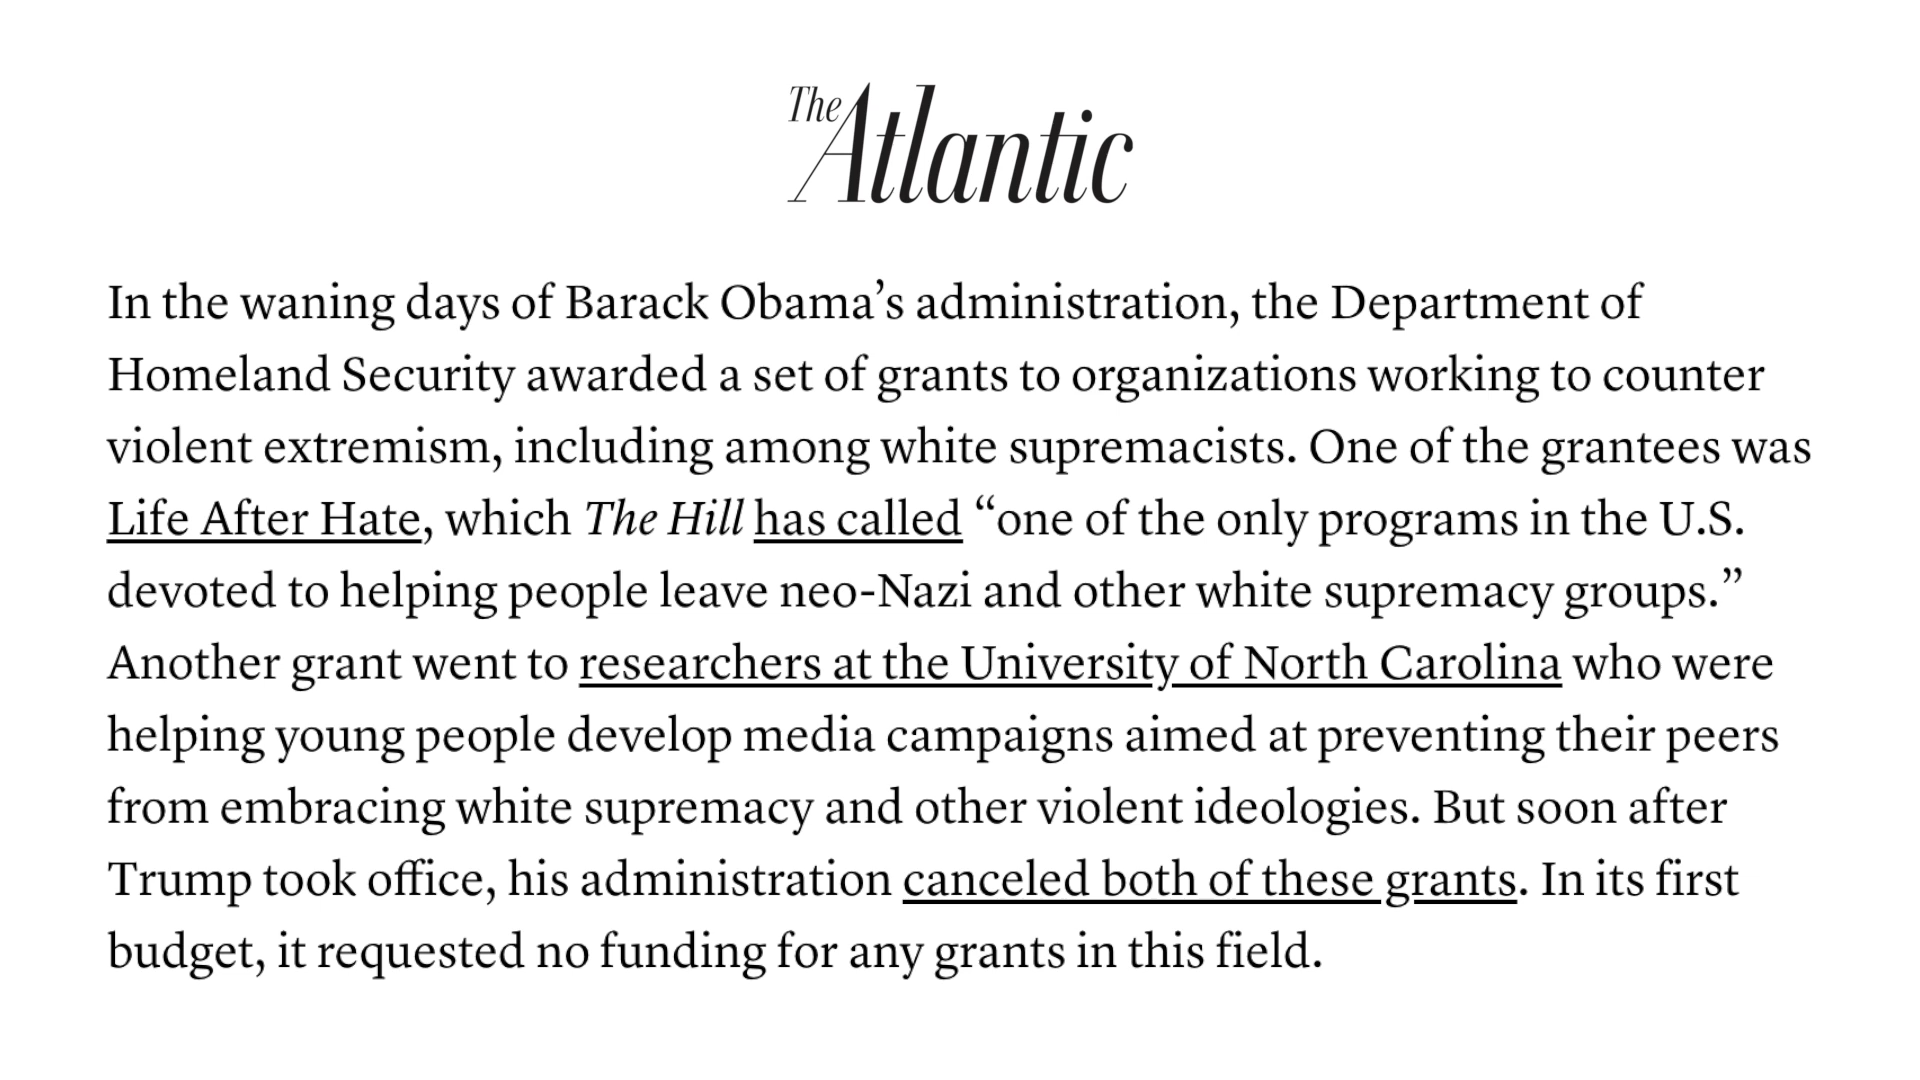 The Atlantic
In the waning days of Barack Obama’s administration, the Department of
Homeland Security awarded a set of grants to organizations working to counter
violent extremism, including among white supremacists. One of the grantees was
Life After Hate, which The Hill has called “one of the only programs in the U.S.
devoted to helping people leave neo-Nazi and other white supremacy groups.”
Another grant went to researchers at the University of North Carolina who were
helping young people develop media campaigns aimed at preventing their peers
from embracing white supremacy and other violent ideologies. But soon after
Trump took office, his administration canceled both of these grants. In its first
budget, it requested no funding for any grants in this field.